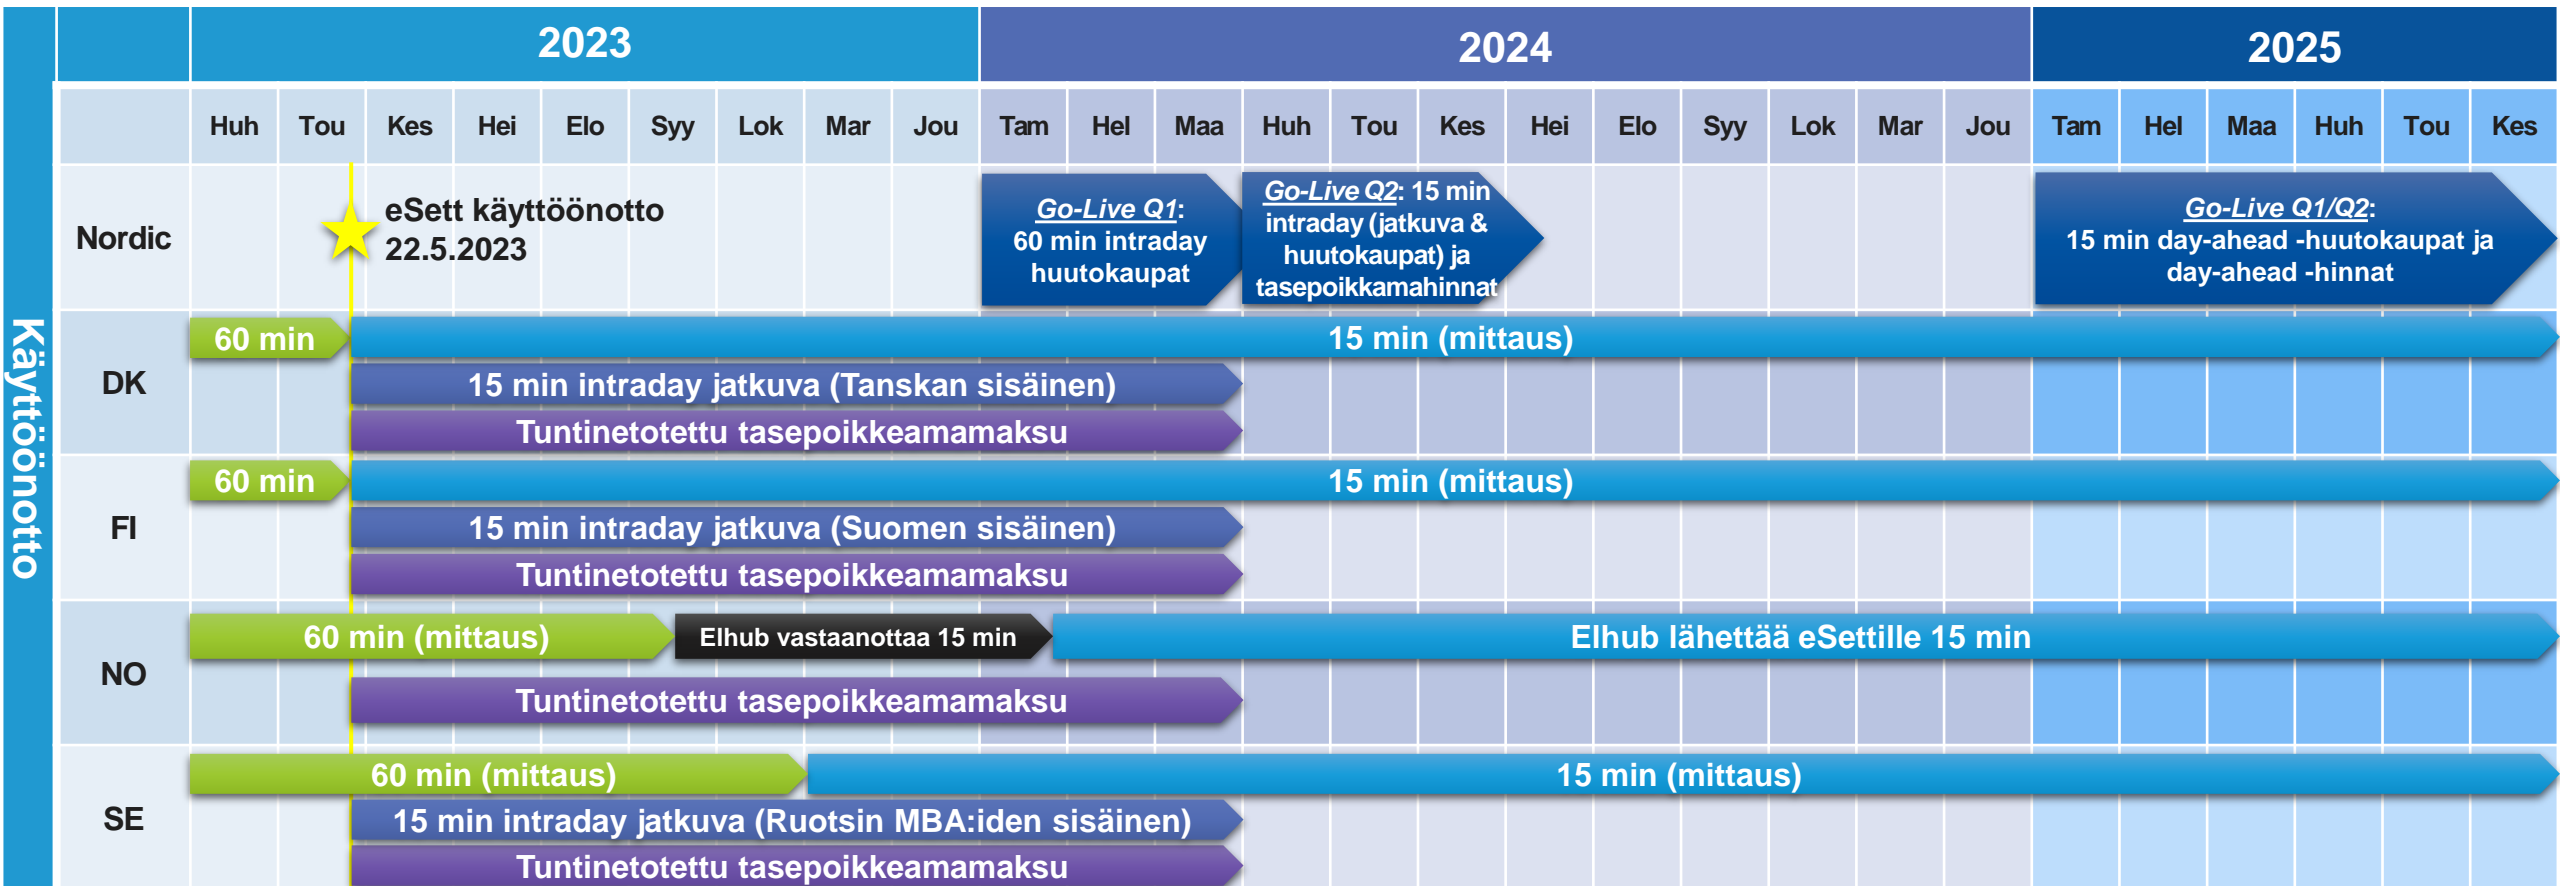 2023
2024
2025
Käyttöönotto
Huh Tou Kes Hei Elo Syy Lok Mar Jou Tam Hel Maa Huh Tou Kes Hei Elo Syy Lok Mar Jou Tam Hel Maa Huh Tou Kes
Nordic
eSett käyttöönotto
22.5.2023
Go-Live Q1:
60 min intraday
huutokaupat
Go-Live Q2: 15 min
intraday (jatkuva &
huutokaupat) ja
tasepoikkamahinnat
Go-Live Q1/Q2:
15 min day-ahead -huutokaupat ja
day-ahead -hinnat
DK
60 min
15 min (mittaus)
15 min intraday jatkuva (Tanskan sisäinen)
Tuntinetotettu tasepoikkeamamaksu
FI
60 min
15 min (mittaus)
15 min intraday jatkuva (Suomen sisäinen)
Tuntinetotettu tasepoikkeamamaksu
NO
60 min (mittaus)
Elhub vastaanottaa 15 min
Elhub lähettää eSettille 15 min
Tuntinetotettu tasepoikkeamamaksu
SE
60 min (mittaus)
15 min (mittaus)
15 min intraday jatkuva (Ruotsin MBA:iden sisäinen)
Tuntinetotettu tasepoikkeamamaksu